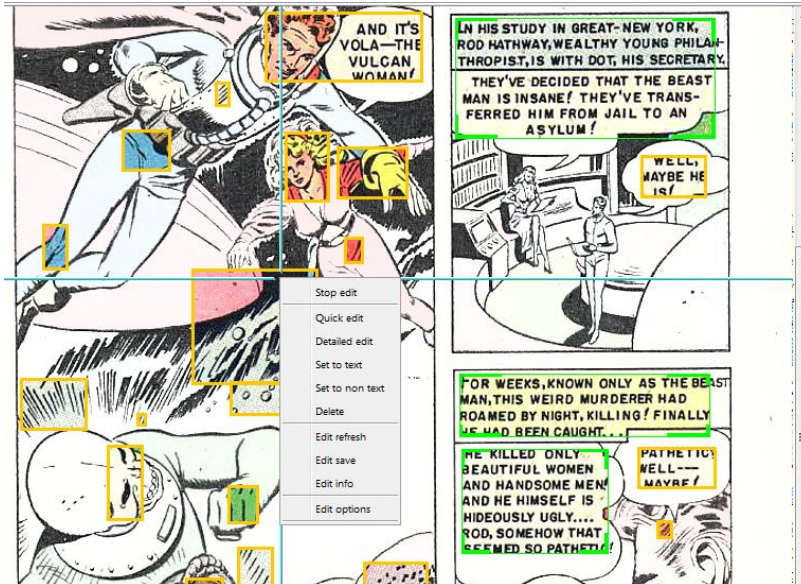 AND IT'S
VOLA—THE
VULCAN
WOMAN!
IN HIS STUDY IN GREAT-NEW YORK,
ROD HATHWAY, WEALTHY YOUNG PHILAN-
THROPIST, IS WITH DOT, HIS SECRETARY.
THEY'VE DECIDED THAT THE BEAST
MAN IS INSANE! THEY'VE TRANS-
FERRED HIM FROM JAIL TO AN
ASYLUM!
WELL,
MAYBE HE
IS!
Stop edit
Quick edit
Detailed edit
Set to text
Set to non text
Delete
Edit refresh
Edit save
Edit info
Edit options
FOR WEEKS, KNOWN ONLY AS THE BEAST
MAN, THIS WEIRD MURDERER HAD
ROAMED BY NIGHT, KILLING! FINALLY
HE HAD BEEN CAUGHT...
HE KILLED ONLY
BEAUTIFUL WOMEN
AND HANDSOME MEN!
AND HE HIMSELF IS
HIDEOUSLY UGLY....
ROD, SOMEHOW THAT
SEEMED SO PATHETIC!
PATHETIC?
WELL---
MAYBE!